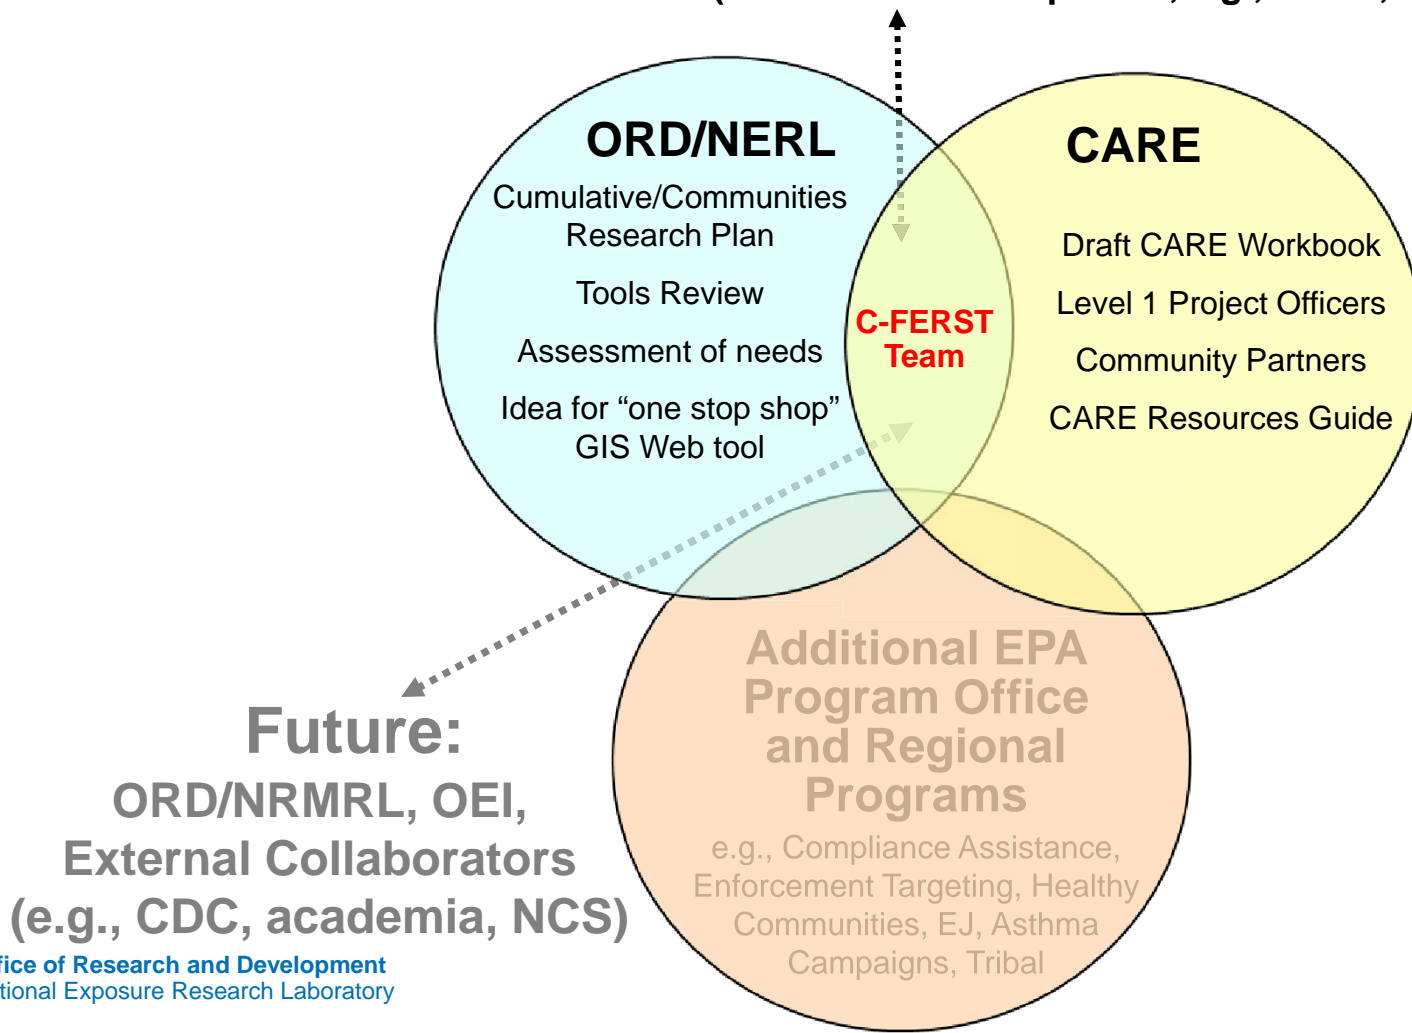 ORD/NERL
Cumulative/Communities
Research Plan
Tools Review
Assessment of needs
Idea for “one stop shop”
GIS Web tool
C-FERST
Team
CARE
Draft CARE Workbook
Level 1 Project Officers
Community Partners
CARE Resources Guide
Additional EPA
Program Office
and Regional
Programs
e.g., Compliance Assistance,
Enforcement Targeting, Healthy
Communities, EJ, Asthma
Campaigns, Tribal
Future:
ORD/NRMRL, OEI,
External Collaborators
(e.g., CDC, academia, NCS)
fice of Research and Development
tional Exposure Research Laboratory